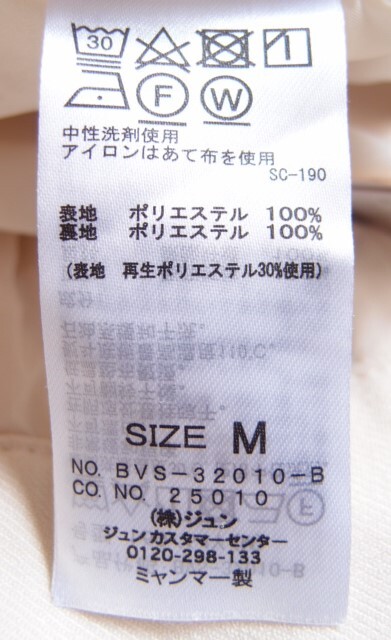 30
F W
中性洗剤使用
アイロンはあて布を使用
SC-190
表地 ポリエステル 100%
裏地 ポリエステル 100%
(表地 再生ポリエステル30%使用)
SIZE M
NO. BVS-32010-B
CO. NO. 25010
(株)ジュン
ジュン カスタマーセンター
0120-298-133
ミャンマー製